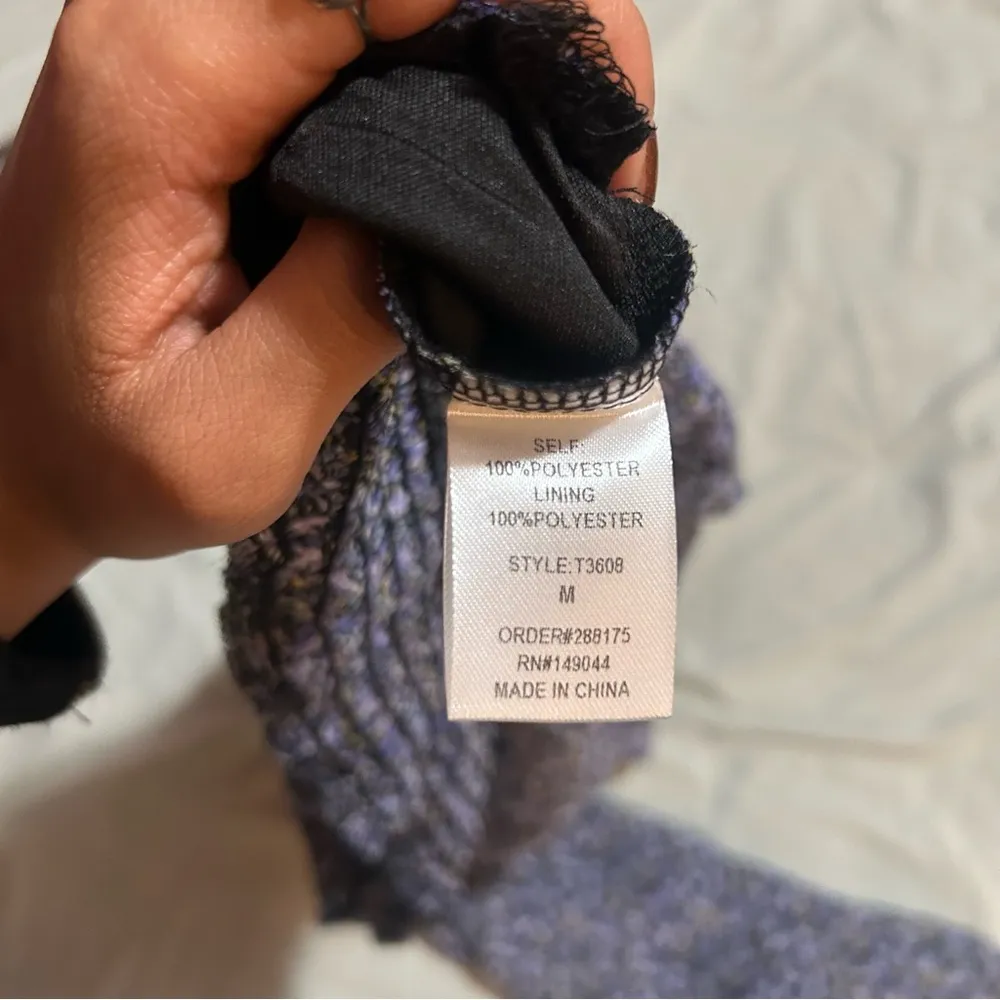 SELF:
100%POLYESTER
LINING
100%POLYESTER
STYLE:T3608
M
ORDER#288175
RN#149044
MADE IN CHINA